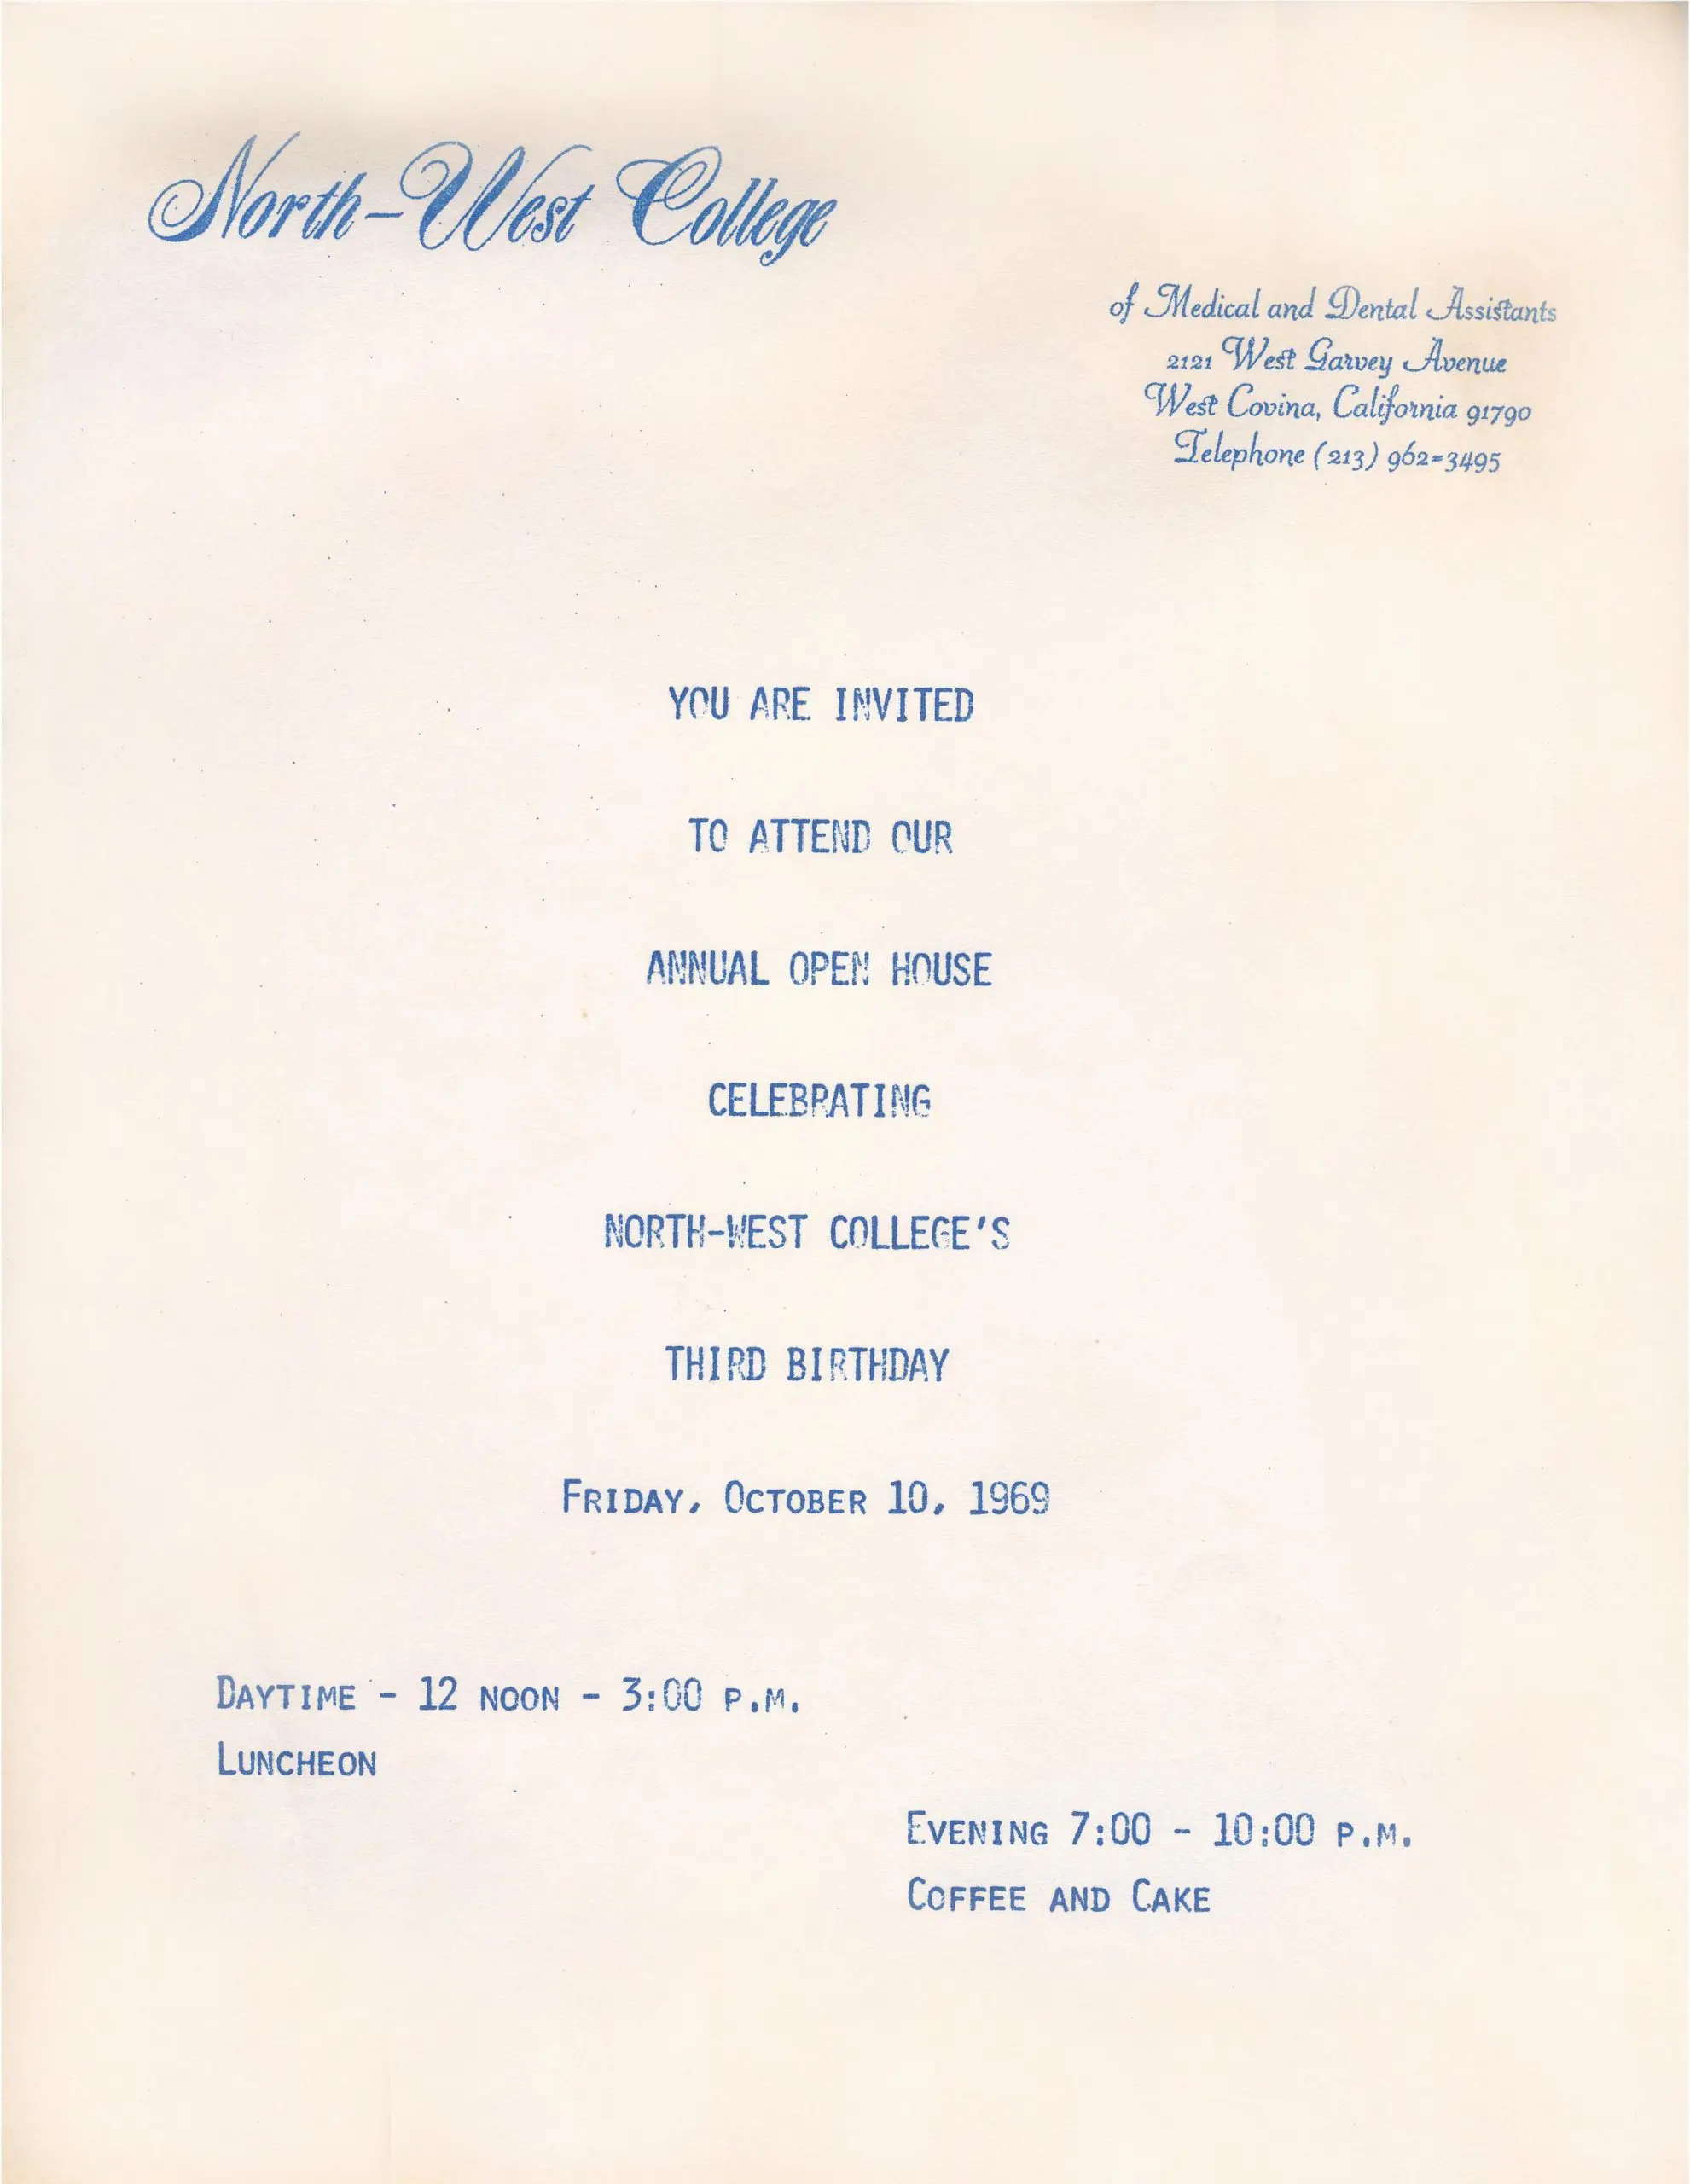 North-West College
of Medical and Dental Assistants
2121 West Garvey Avenue
West Covina, California 91790
Telephone (213) 962-3495
YOU ARE INVITED
TO ATTEND OUR
ANNUAL OPEN HOUSE
CELEBRATING
NORTH-WEST COLLEGE'S
THIRD BIRTHDAY
FRIDAY, OCTOBER 10, 1969
DAYTIME - 12 NOON - 3:00 P.M.
LUNCHEON
EVENING 7:00 - 10:00 P.M.
COFFEE AND CAKE